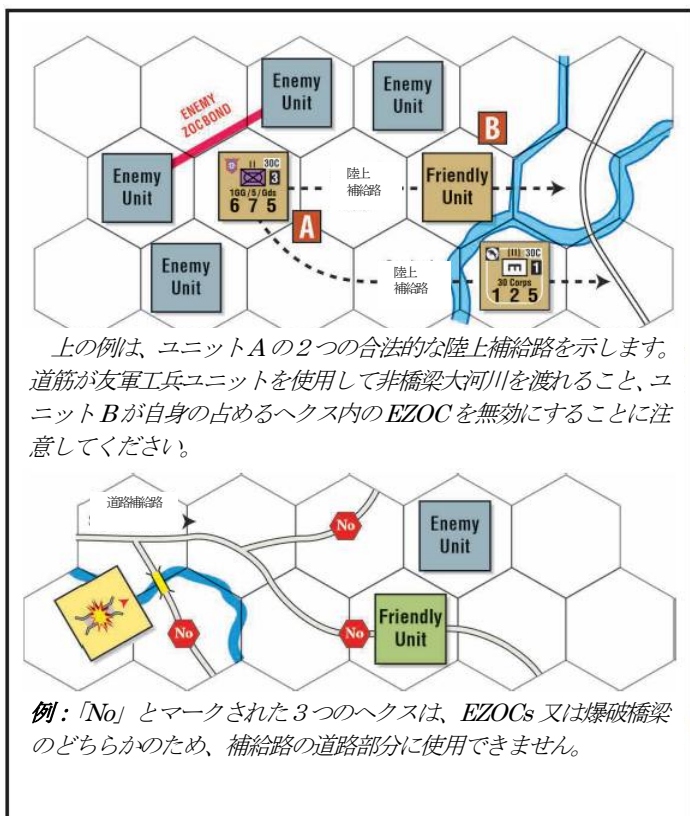 Enemy
Unit
Enemy
Unit
ENEMY
ZOC BOND
B
Enemy
Unit
II
30C
3
1GG/5/Gds
6 7 5
A
陸上
補給路
Friendly
Unit
Enemy
Unit
陸上
補給路
III
30C
E
1
30 Corps
1 2 5
上の例は、ユニットAの2つの合法的な陸上補給路を示します。
道筋が友軍工兵ユニットを使用して非橋梁大河川を渡れること、ユ
ニットBが自身の占めるヘクス内のEZOCを無効にすることに注
意してください。
道路補給路
No
Enemy
Unit
No
No
Friendly
Unit
例：「No」とマークされた3つのヘクスは、EZOCs 又は爆破橋梁
のどちらかのため、補給路の道路部分に使用できません。